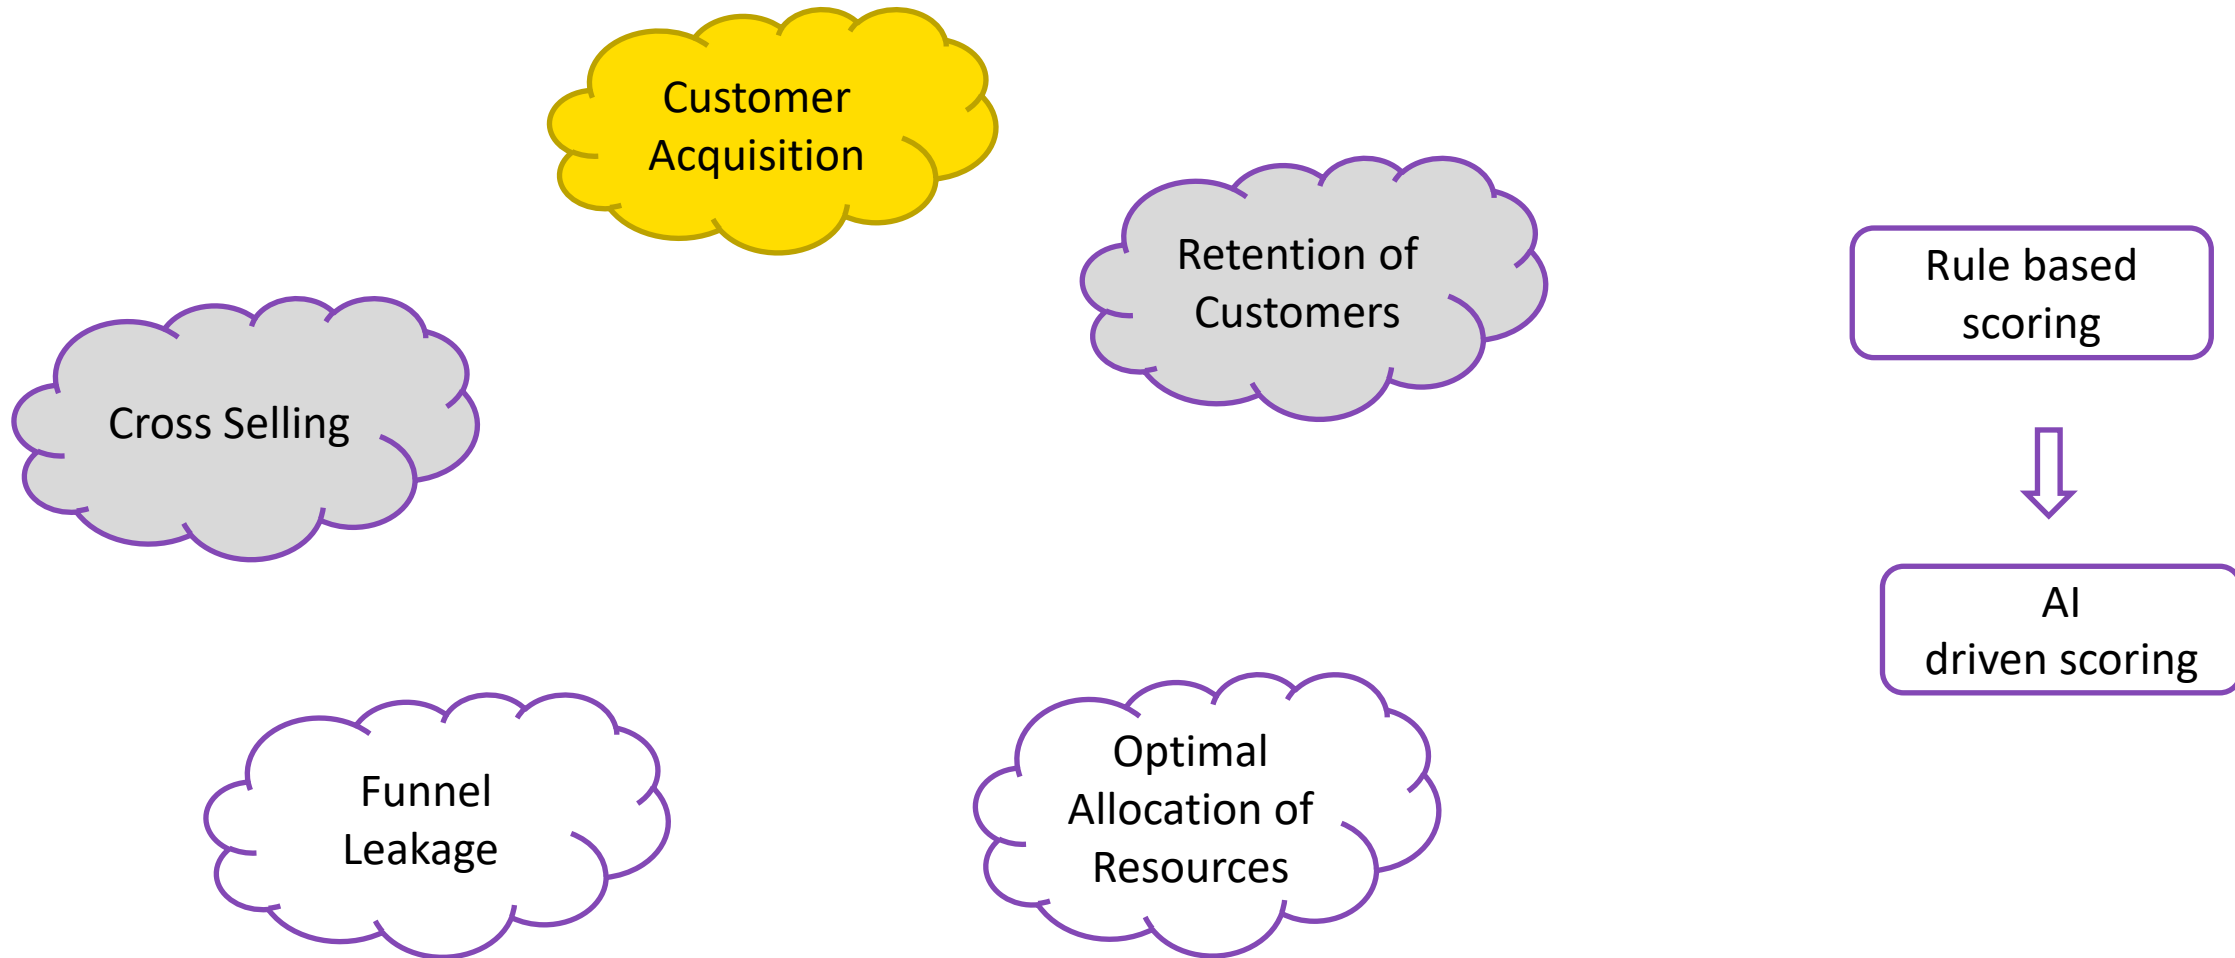 Customer
Acquisition
Retention of
Customers
Rule based
scoring
Cross Selling
AI
driven scoring
Funnel
Leakage
Optimal
Allocation of
Resources